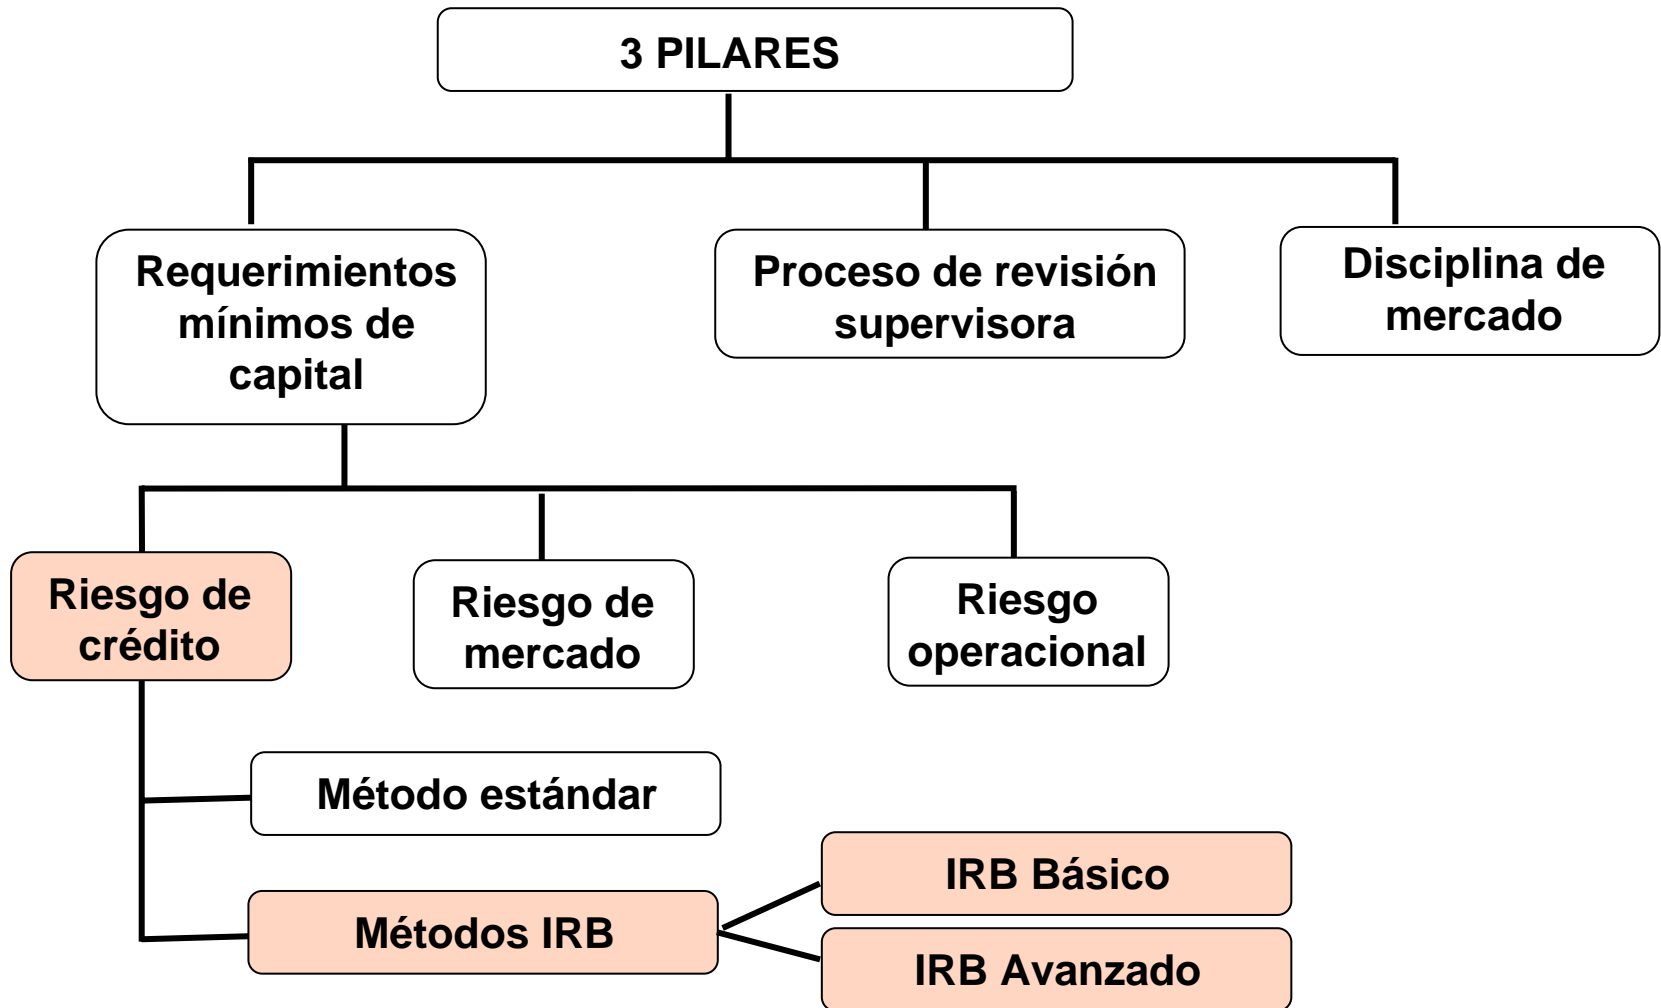 3 PILARES
Requerimientos
mínimos de
capital
Proceso de revisión
supervisora
Disciplina de
mercado
Riesgo de
crédito
Riesgo de
mercado
Riesgo
operacional
Método estándar
Métodos IRB
IRB Básico
IRB Avanzado